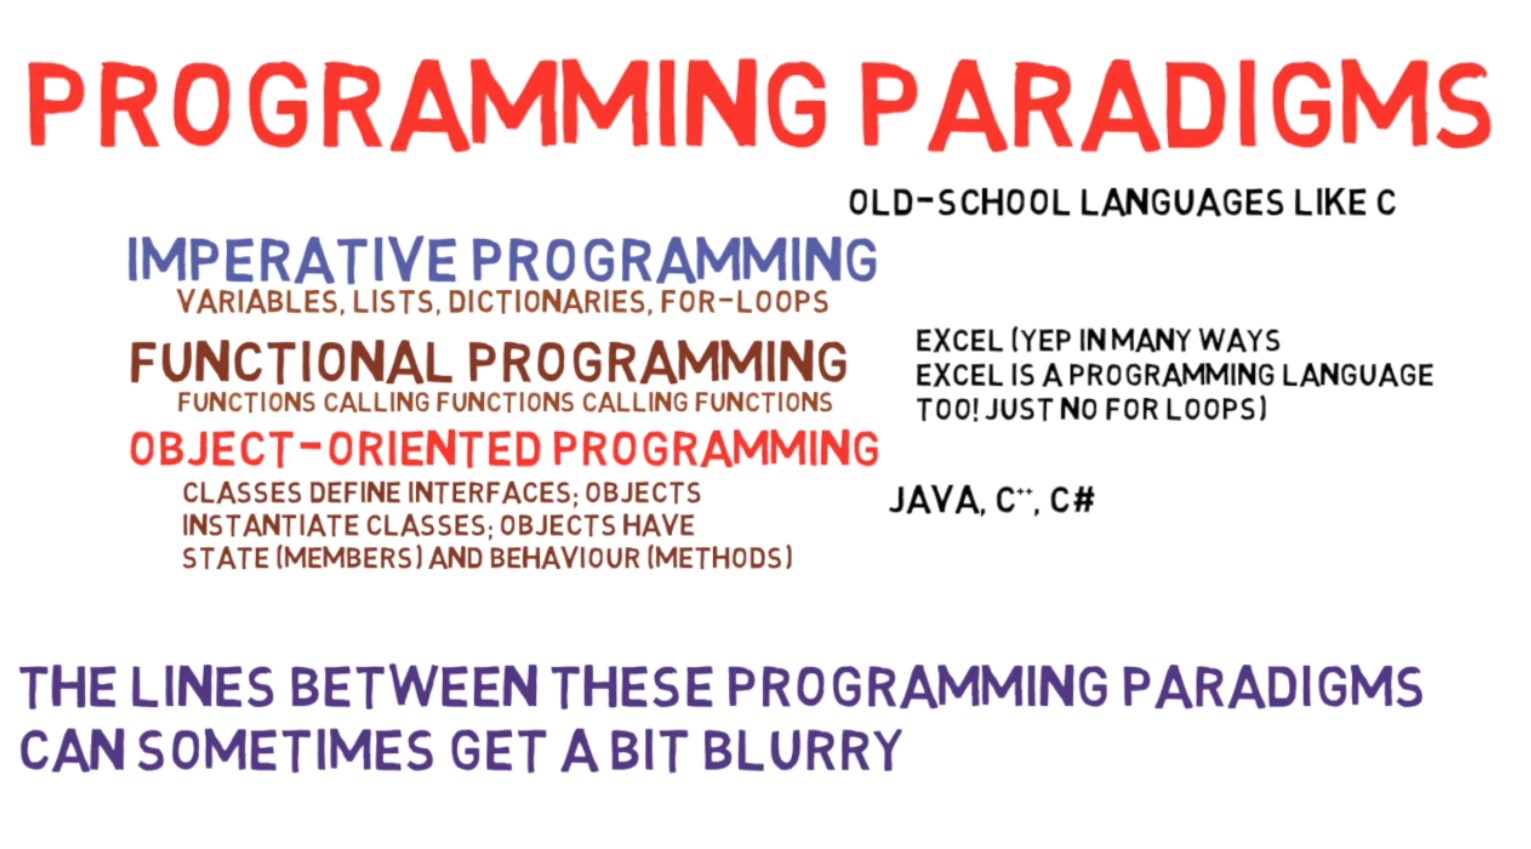 PROGRAMMING PARADIGMS
OLD-SCHOOL LANGUAGES LIKE C
IMPERATIVE PROGRAMMING
VARIABLES, LISTS, DICTIONARIES, FOR-LOOPS
FUNCTIONAL PROGRAMMING
FUNCTIONS CALLING FUNCTIONS CALLING FUNCTIONS
EXCEL (YEP IN MANY WAYS
EXCEL IS A PROGRAMMING LANGUAGE
TOO! JUST NO FOR LOOPS)
OBJECT-ORIENTED PROGRAMMING
CLASSES DEFINE INTERFACES; OBJECTS
INSTANTIATE CLASSES; OBJECTS HAVE
STATE (MEMBERS) AND BEHAVIOUR (METHODS)
JAVA, C++, C#
THE LINES BETWEEN THESE PROGRAMMING PARADIGMS
CAN SOMETIMES GET A BIT BLURRY